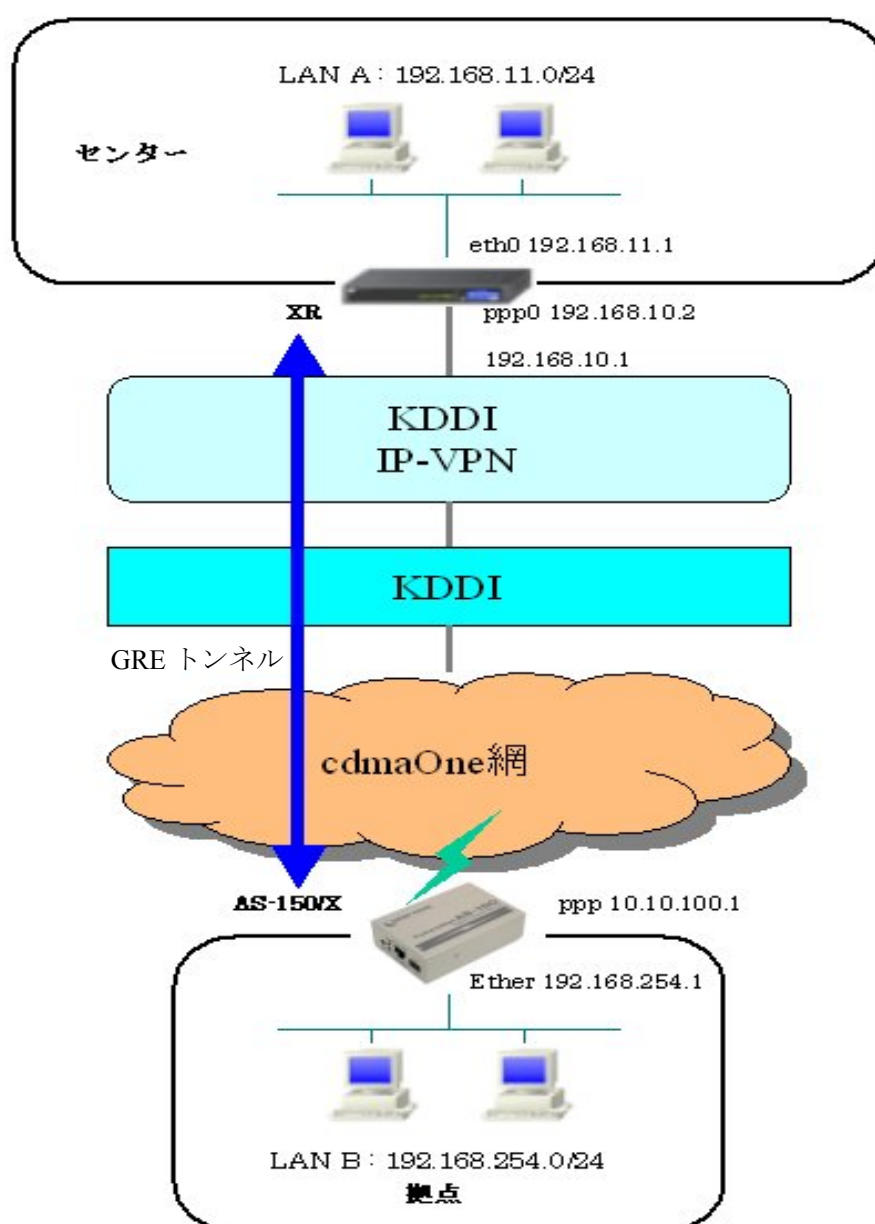 LAN A : 192.168.11.0/24
センター
eth0 192.168.11.1
XR
ppp0 192.168.10.2
192.168.10.1
KDDI
IP-VPN
KDDI
GRE トンネル
cdmaOne網
AS-150/X
ppp 10.10.100.1
Ether 192.168.254.1
LAN B : 192.168.254.0/24
拠点